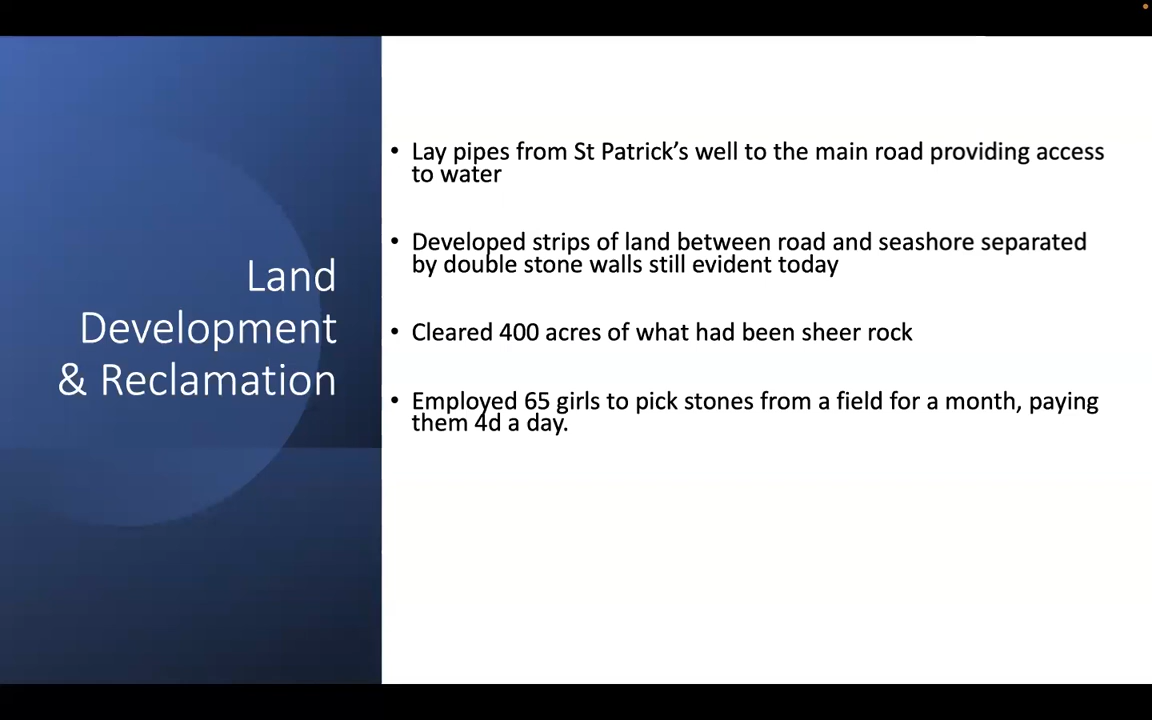 Land
Development
& Reclamation
• Lay pipes from St Patrick’s well to the main road providing access
to water
• Developed strips of land between road and seashore separated
by double stone walls still evident today
• Cleared 400 acres of what had been sheer rock
• Employed 65 girls to pick stones from a field for a month, paying
them 4d a day.